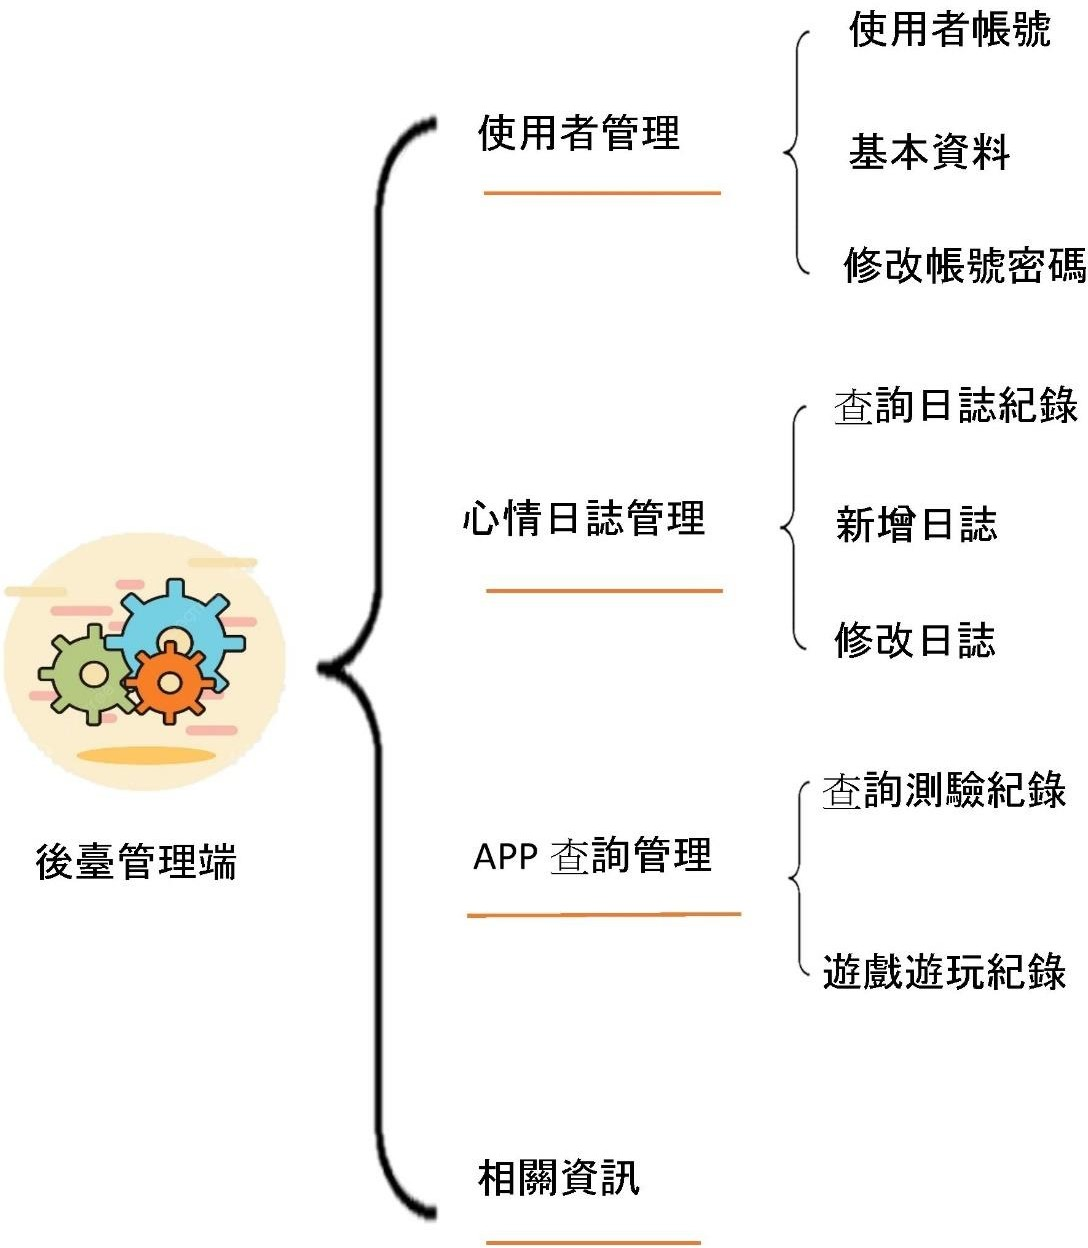 後臺管理端
使用者管理
使用者帳號
基本資料
修改帳號密碼
心情日誌管理
查詢日誌紀錄
新增日誌
修改日誌
APP 查詢管理
查詢測驗紀錄
遊戲遊玩紀錄
相關資訊